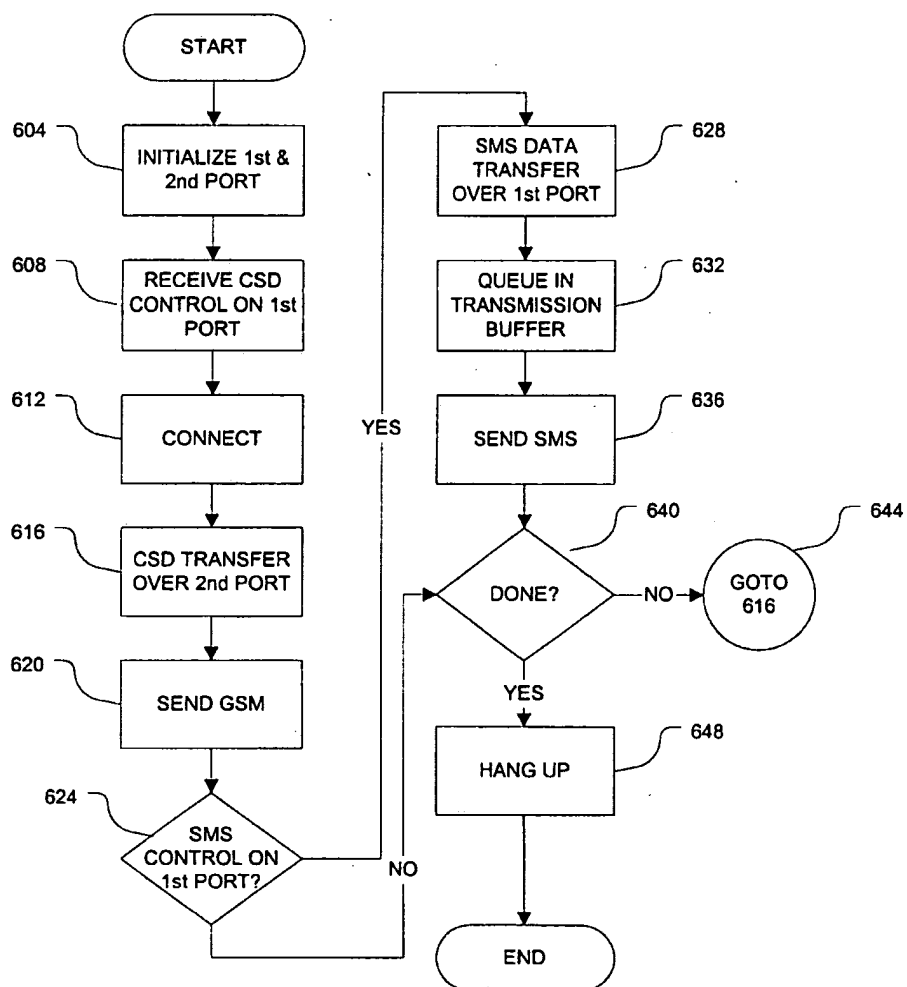 START
604
INITIALIZE 1st &
2nd PORT
608
RECEIVE CSD
CONTROL ON 1st
PORT
612
CONNECT
616
CSD TRANSFER
OVER 2nd PORT
620
SEND GSM
624
SMS
CONTROL ON
1st PORT?
YES
NO
628
SMS DATA
TRANSFER
OVER 1st PORT
632
QUEUE IN
TRANSMISSION
BUFFER
636
SEND SMS
640
DONE?
NO
644
GOTO
616
YES
648
HANG UP
END